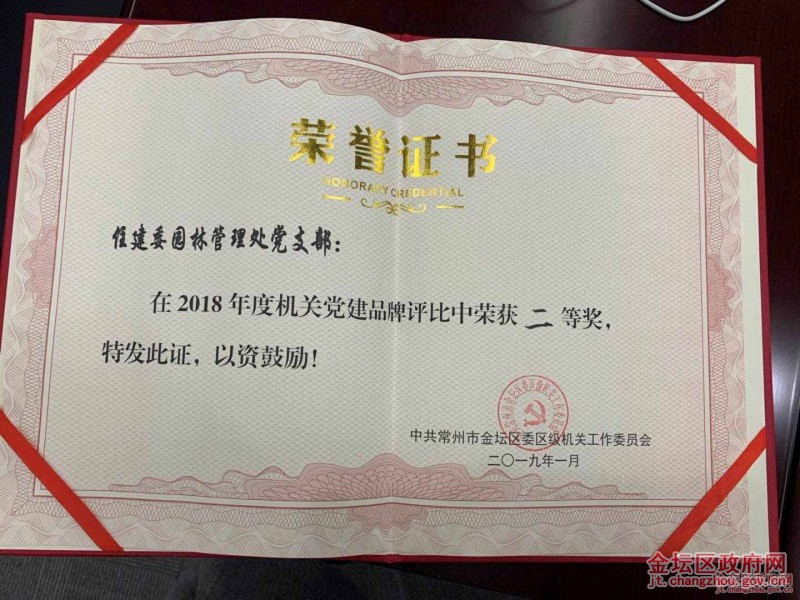 荣誉证书
HONORARY CREDENTIAL
住建委园林管理处党支部：
在2018年度机关党建品牌评比中荣获 二 等奖，
特发此证，以资鼓励！
中共常州市金坛区委区级机关工作委员会
二〇一九年一月
金坛区政府网
jt.changzhou.gov.cn